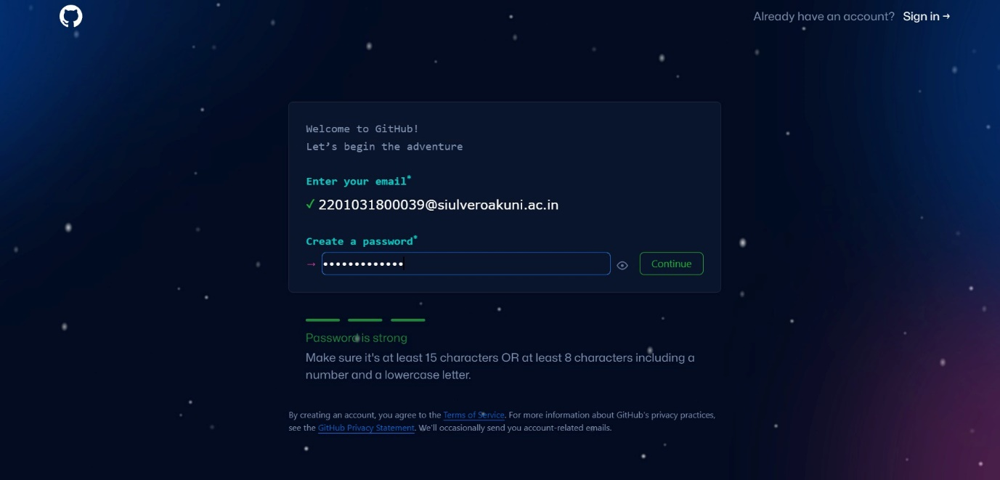 Already have an account? Sign in →
Welcome to GitHub!
Let's begin the adventure
Enter your email*
✓ 2201031800039@siulveroakuni.ac.in
Create a password*
→ ••••••••••••• Continue
Password is strong
Make sure it's at least 15 characters OR at least 8 characters including a
number and a lowercase letter.
By creating an account, you agree to the Terms of Service. For more information about GitHub's privacy practices,
see the GitHub Privacy Statement. We'll occasionally send you account-related emails.